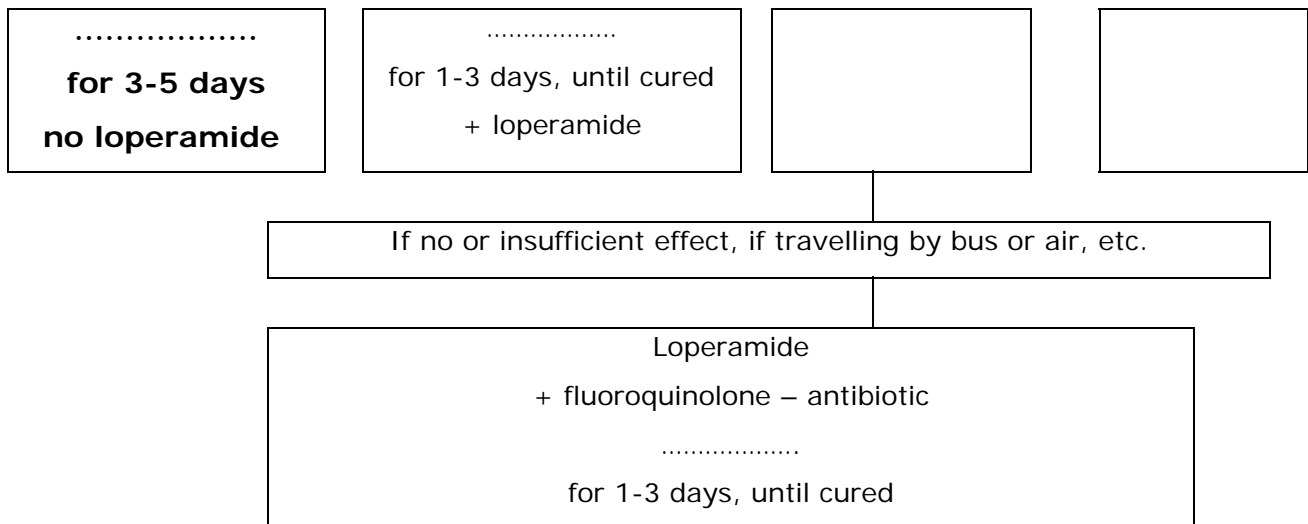 ..................
for 3-5 days
no loperamide
..................
for 1-3 days, until cured
+ loperamide
If no or insufficient effect, if travelling by bus or air, etc.
Loperamide
+ fluoroquinolone – antibiotic
...................
for 1-3 days, until cured